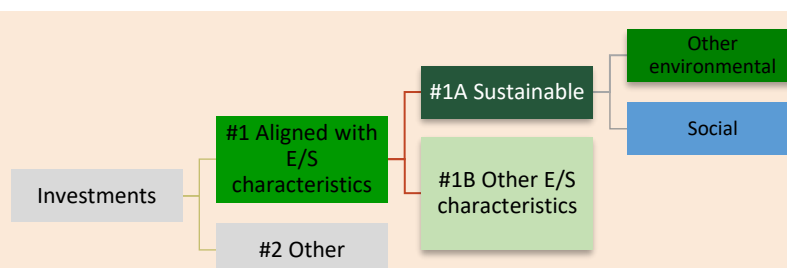 Investments
#1 Aligned with
E/S
characteristics
#2 Other
#1A Sustainable
#1B Other E/S
characteristics
Other
environmental
Social